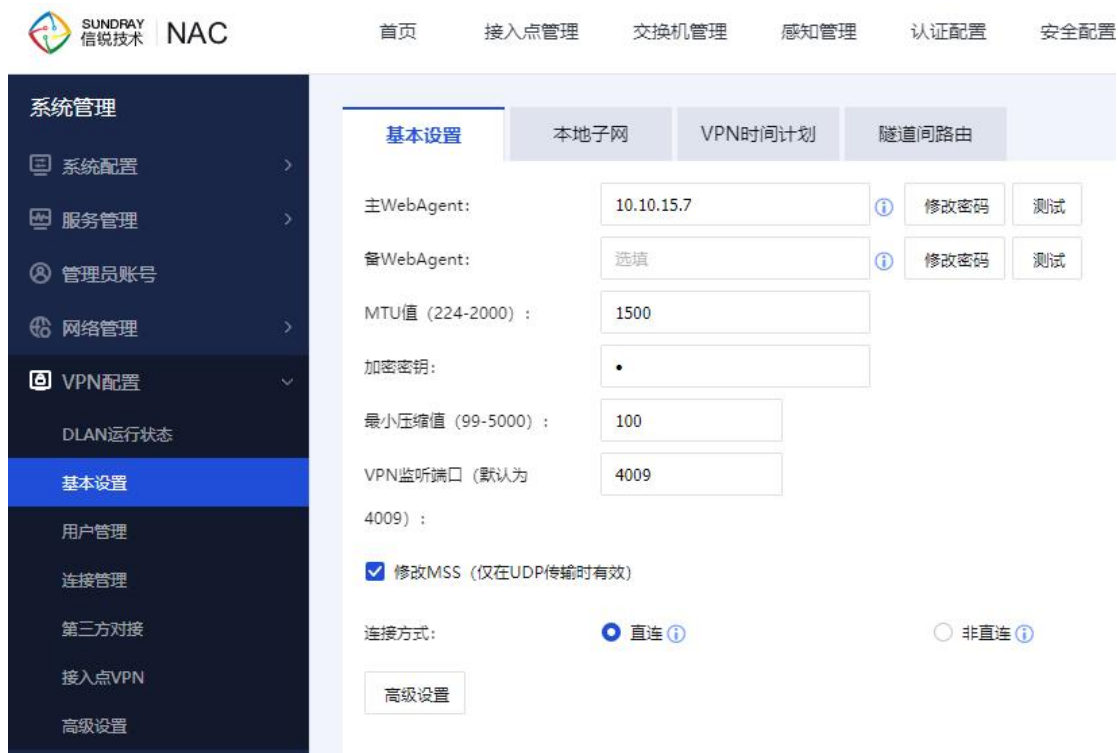 SUNDRAY
信锐技术
NAC
首页 接入点管理 交换机管理 感知管理 认证配置 安全配置
系统管理
系统配置
服务管理
管理员账号
网络管理
VPN配置
DLAN运行状态
基本设置
用户管理
连接管理
第三方对接
接入点VPN
高级设置
基本设置 本地子网 VPN时间计划 隧道间路由
主WebAgent: 10.10.15.7 修改密码 测试
备WebAgent: 选填 修改密码 测试
MTU值（224-2000）: 1500
加密密钥: •
最小压缩值（99-5000）: 100
VPN监听端口（默认为 4009
4009）:
修改MSS（仅在UDP传输时有效）
连接方式: 直连 非直连
高级设置